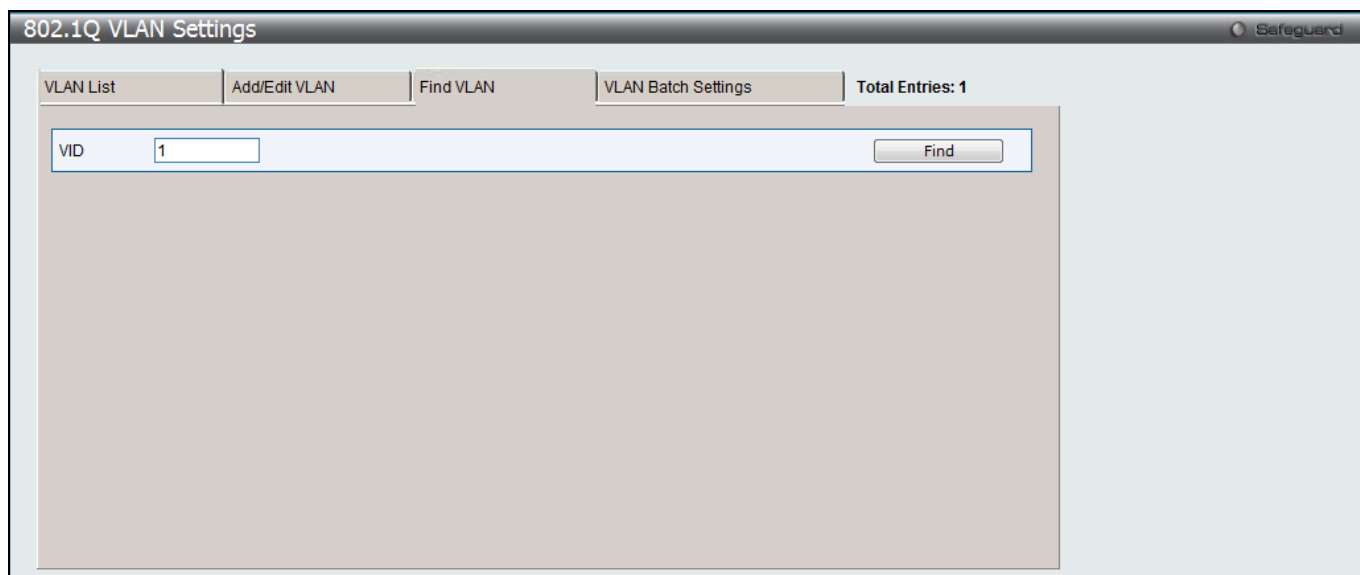 802.1Q VLAN Settings
Safeguard
VLAN List
Add/Edit VLAN
Find VLAN
VLAN Batch Settings
Total Entries: 1
VID
1
Find